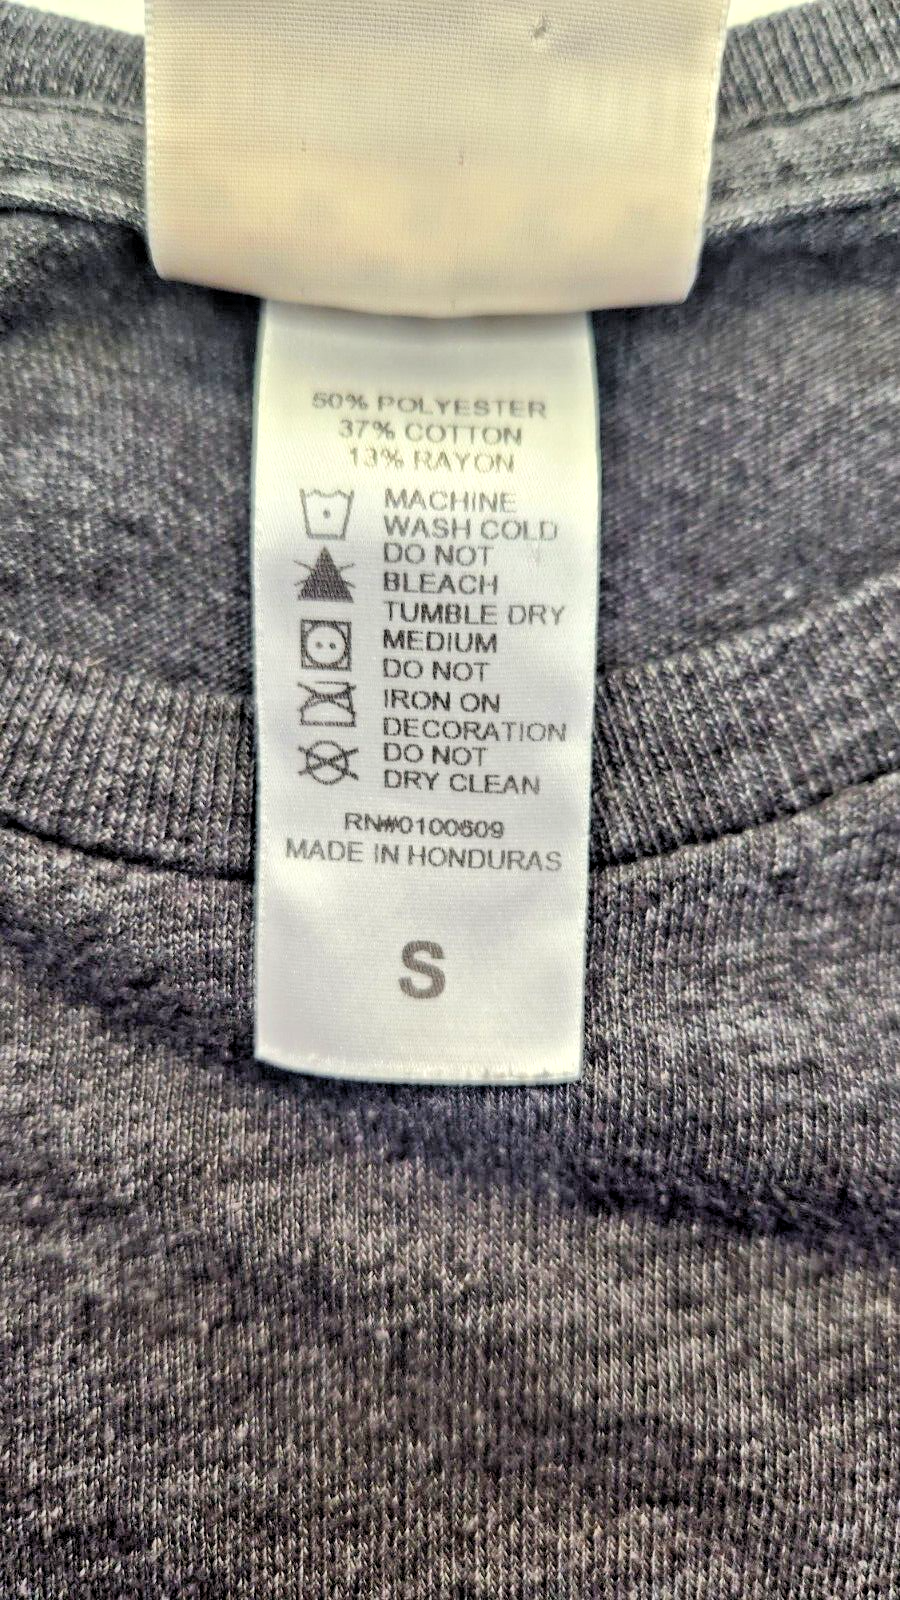 50% POLYESTER
37% COTTON
13% RAYON
MACHINE
WASH COLD
DO NOT
BLEACH
TUMBLE DRY
MEDIUM
DO NOT
IRON ON
DECORATION
DO NOT
DRY CLEAN
RN#0100609
MADE IN HONDURAS
S